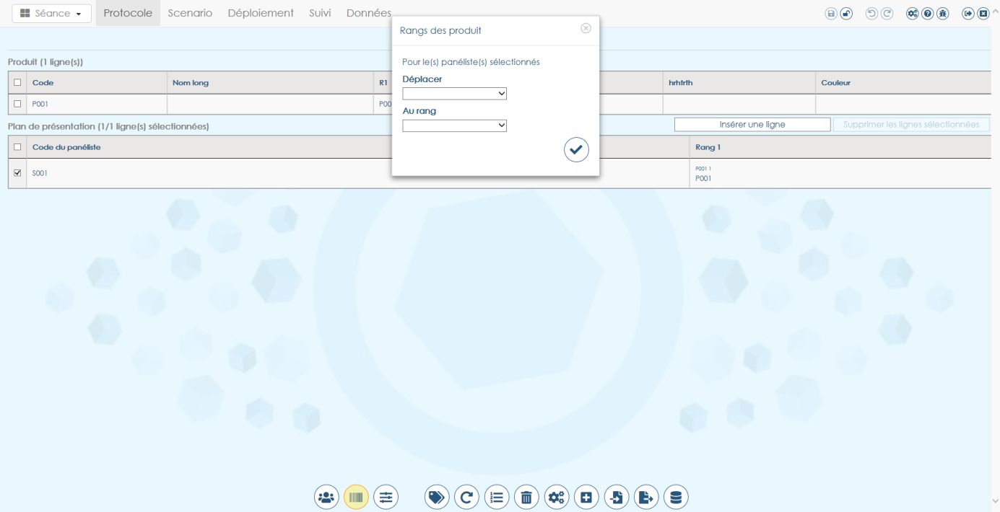 Séance Protocole Scenario Déploiement Suivi Données
Rangs des produit
Pour le(s) panéliste(s) sélectionnés
Déplacer
Au rang
Produit (1 ligne(s))
Code Nom long R1 hrhtrth Couleur
P001 P00
Plan de présentation (1/1 ligne(s) sélectionnées) Insérer une ligne Supprimer les lignes sélectionnées
Code du panéliste Rang 1
S001 P001 1
P001